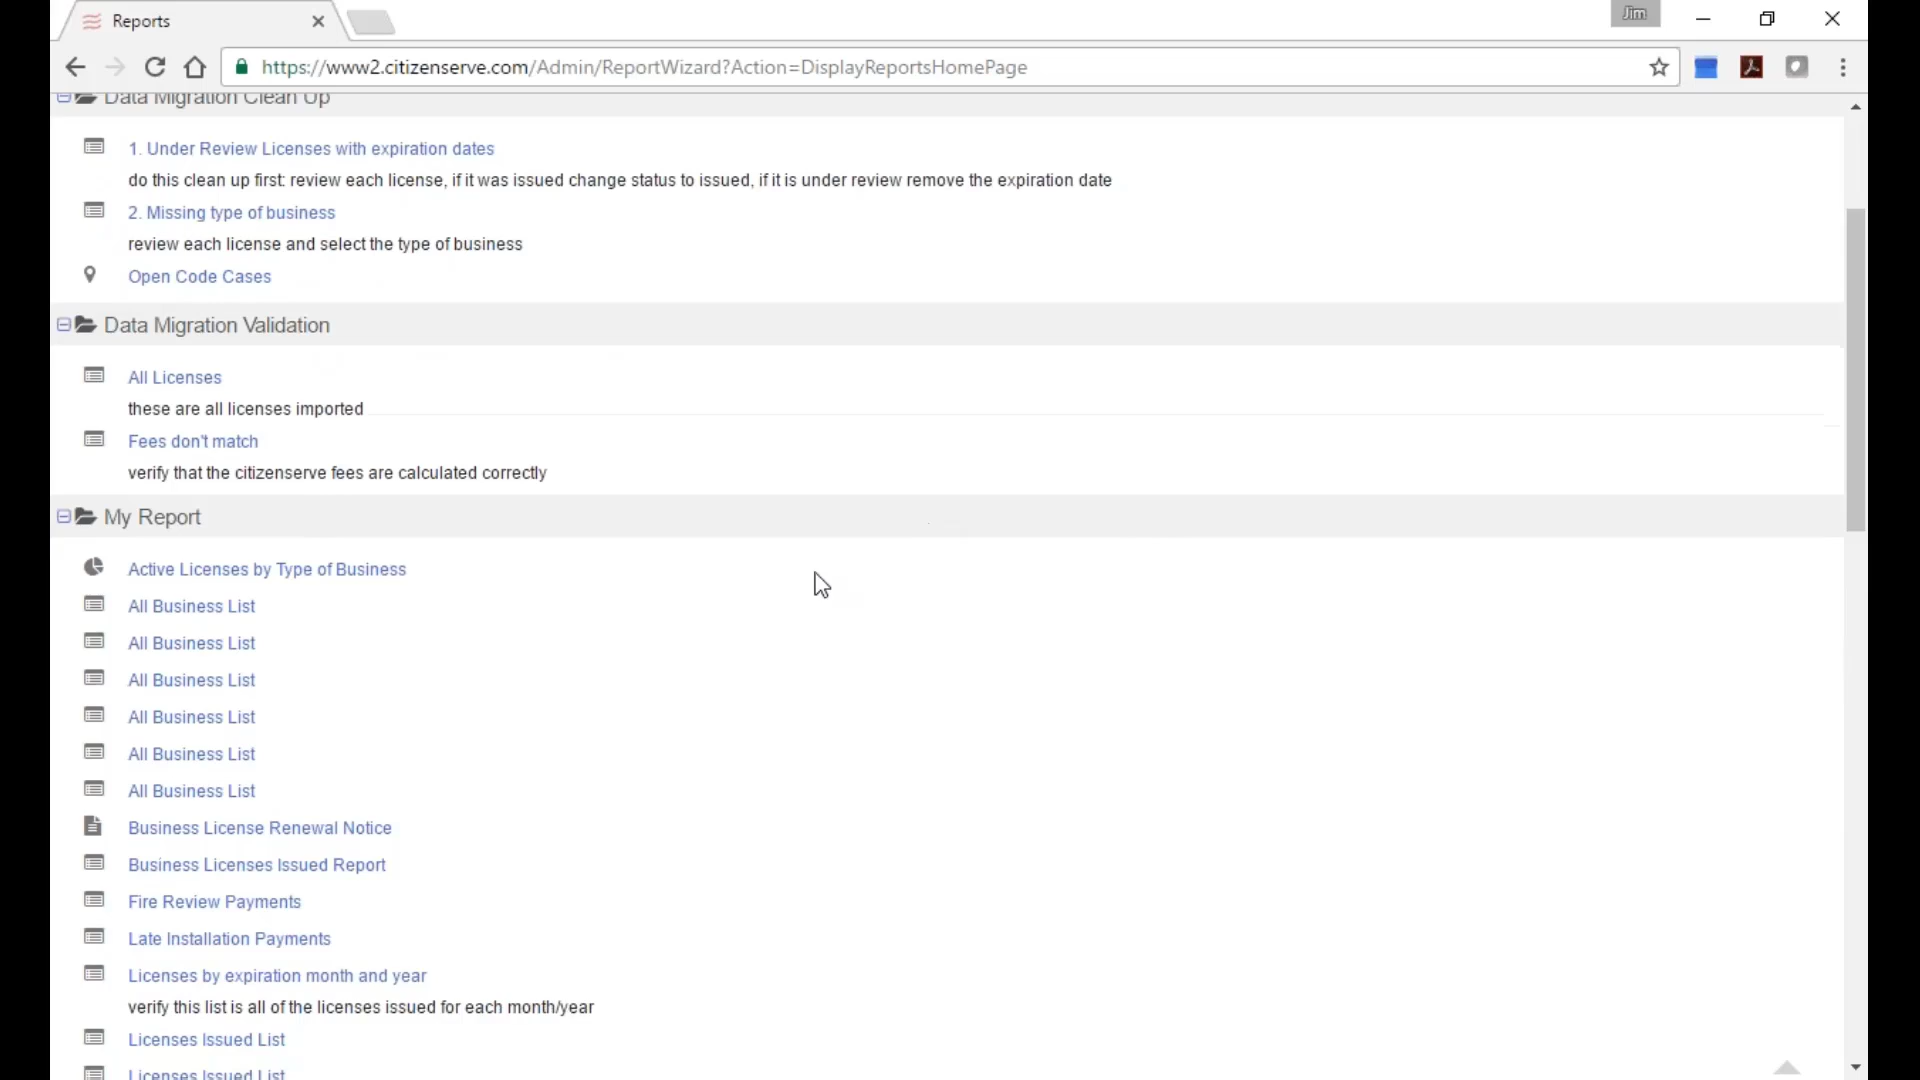 Reports
Jim
https://www2.citizenserve.com/Admin/ReportWizard?Action=DisplayReportsHomePage
Data Migration Clean Up
1. Under Review Licenses with expiration dates
do this clean up first: review each license, if it was issued change status to issued, if it is under review remove the expiration date
2. Missing type of business
review each license and select the type of business
Open Code Cases
Data Migration Validation
All Licenses
these are all licenses imported
Fees don't match
verify that the citizenserve fees are calculated correctly
My Report
Active Licenses by Type of Business
All Business List
All Business List
All Business List
All Business List
All Business List
All Business List
Business License Renewal Notice
Business Licenses Issued Report
Fire Review Payments
Late Installation Payments
Licenses by expiration month and year
verify this list is all of the licenses issued for each month/year
Licenses Issued List
Licenses Issued List